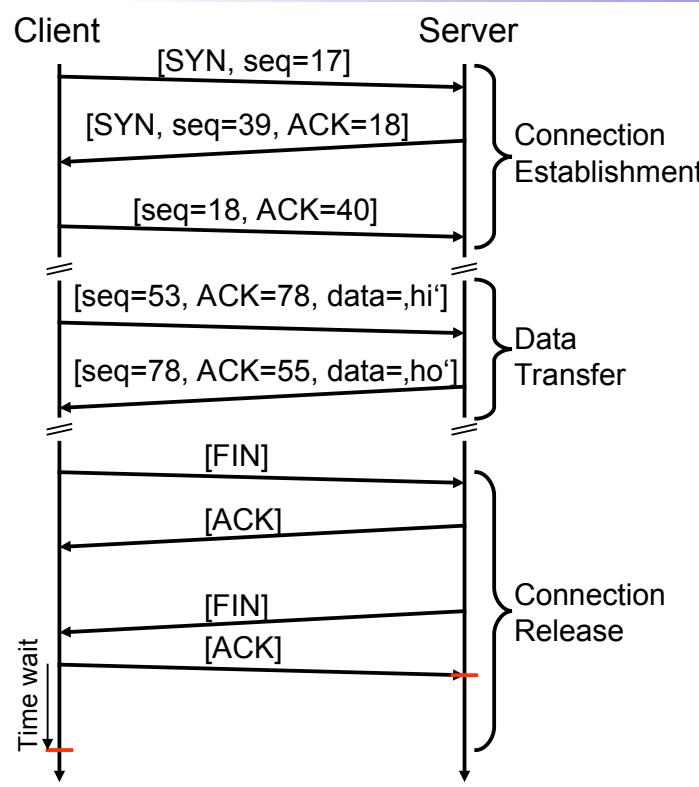 Client
Server
[SYN, seq=17]
[SYN, seq=39, ACK=18]
Connection
Establishment
[seq=18, ACK=40]
[seq=53, ACK=78, data=‚hi‘]
Data
Transfer
[seq=78, ACK=55, data=‚ho‘]
[FIN]
[ACK]
[FIN]
Connection
Release
[ACK]
Time wait